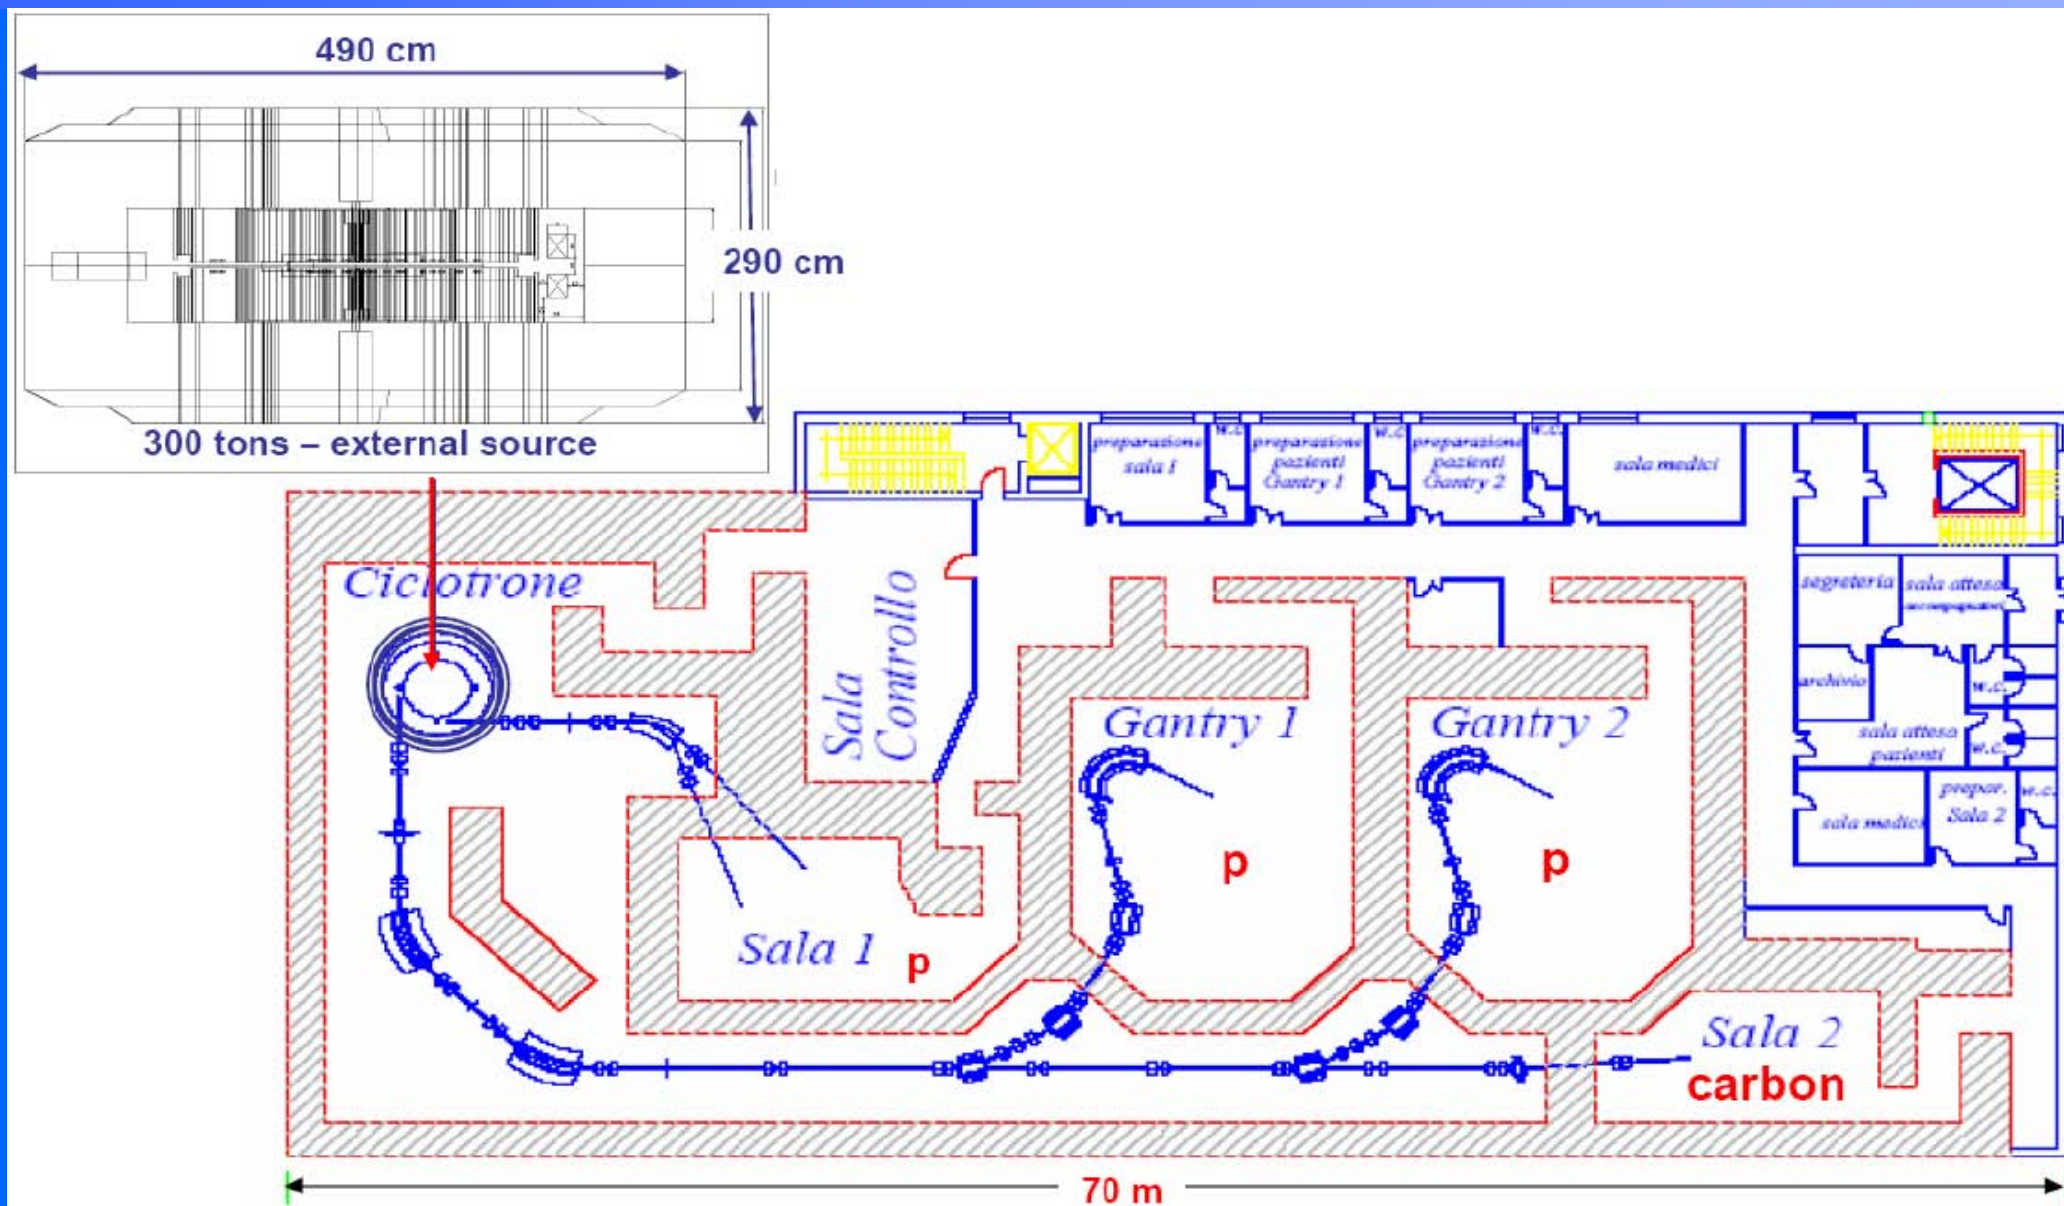 490 cm
290 cm
300 tons – external source
preparazione
sala 1
w.c.
preparazione
pazienti
Gantry 1
w.c.
preparazione
pazienti
Gantry 2
w.c.
sala medici
Ciclotrone
Sala
Controllo
segreteria
sala attesa
archivio
w.c.
Gantry 1
Gantry 2
sala attesa
pazienti
w.c.
prepar.
Sala 2
w.c.
sala medici
p
p
Sala 1
p
Sala 2
carbon
70 m